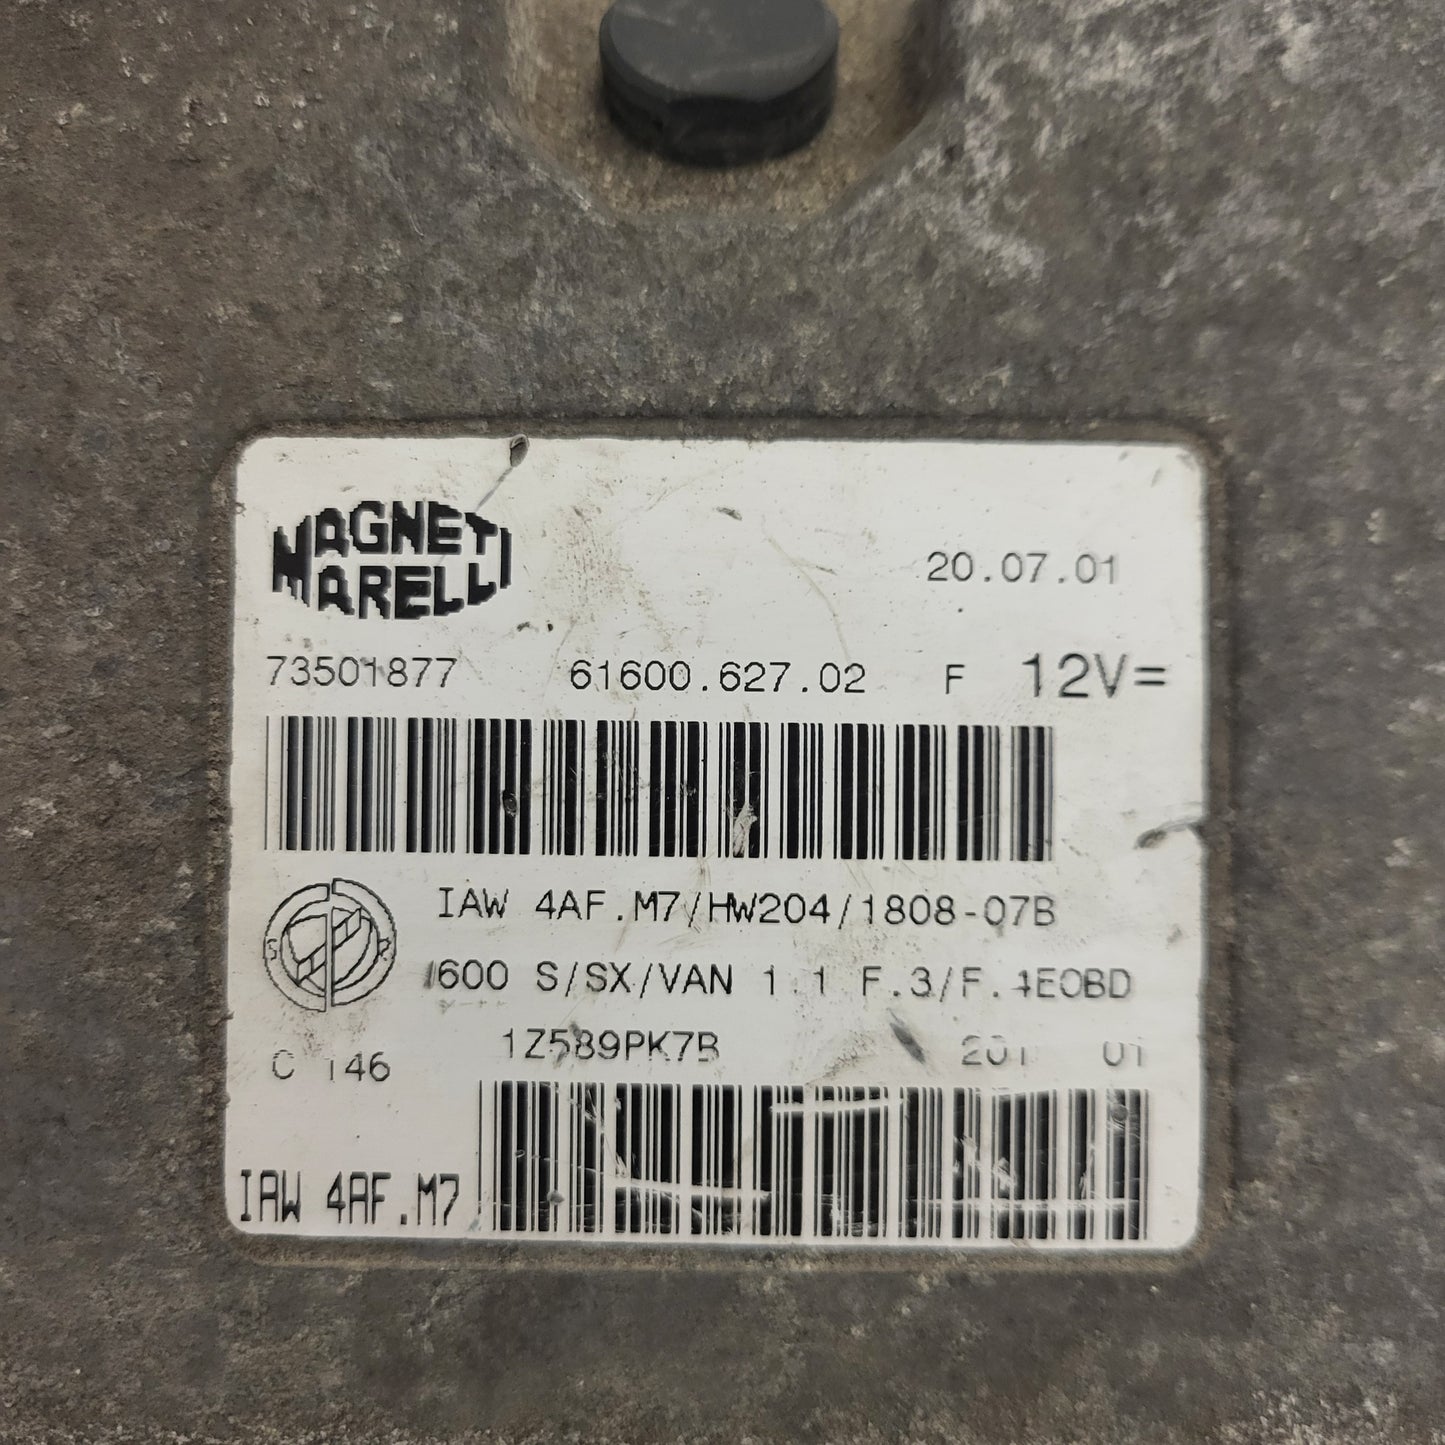 MAGNETI
MARELLI
20.07.01
73501877 61600.627.02 F 12V=
IAW 4AF.M7/HW204/1808-07B
S R
/600 S/SX/VAN 1.1 F.3/F.4EOBD
1Z589PK7B 201 01
C 146
IAW 4AF.M7